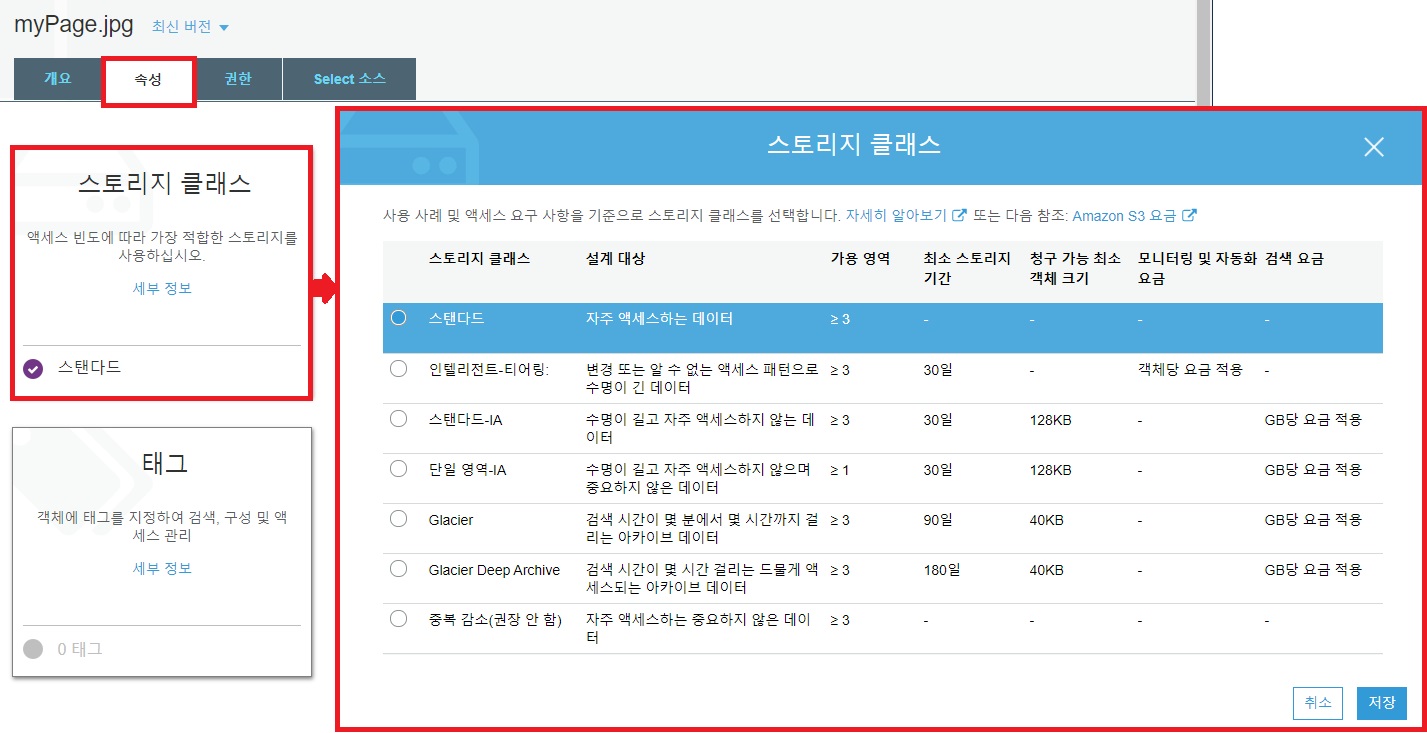 myPage.jpg 최신 버전
개요 속성 권한 Select 소스
스토리지 클래스
액세스 빈도에 따라 가장 적합한 스토리지를
사용하십시오.
세부 정보
스탠다드
태그
객체에 태그를 지정하여 검색, 구성 및 액
세스 관리
세부 정보
0 태그
스토리지 클래스
사용 사례 및 액세스 요구 사항을 기준으로 스토리지 클래스를 선택합니다. 자세히 알아보기 또는 다음 참조: Amazon S3 요금
스토리지 클래스 설계 대상 가용 영역 최소 스토리지 청구 가능 최소 모니터링 및 자동화 검색 요금
기간 객체 크기 요금
스탠다드 자주 액세스하는 데이터 ≥ 3 - - - -
인텔리전트-티어링: 변경 또는 알 수 없는 액세스 패턴으로 ≥ 3 30일 - 객체당 요금 적용 -
수명이 긴 데이터
스탠다드-IA 수명이 길고 자주 액세스하지 않는 데 ≥ 3 30일 128KB - GB당 요금 적용
이터
단일 영역-IA 수명이 길고 자주 액세스하지 않으며 ≥ 1 30일 128KB - GB당 요금 적용
중요하지 않은 데이터
Glacier 검색 시간이 몇 분에서 몇 시간까지 걸 ≥ 3 90일 40KB - GB당 요금 적용
리는 아카이브 데이터
Glacier Deep Archive 검색 시간이 몇 시간 걸리는 드물게 액 ≥ 3 180일 40KB - GB당 요금 적용
세스되는 아카이브 데이터
중복 감소(권장 안 함) 자주 액세스하는 중요하지 않은 데이 ≥ 3 - - - -
터
취소 저장